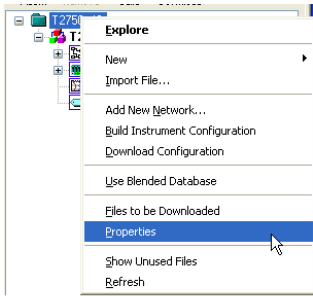 T2750
Explore
New
Import File...
Add New Network...
Build Instrument Configuration
Download Configuration
Use Blended Database
Files to be Downloaded
Properties
Show Unused Files
Refresh